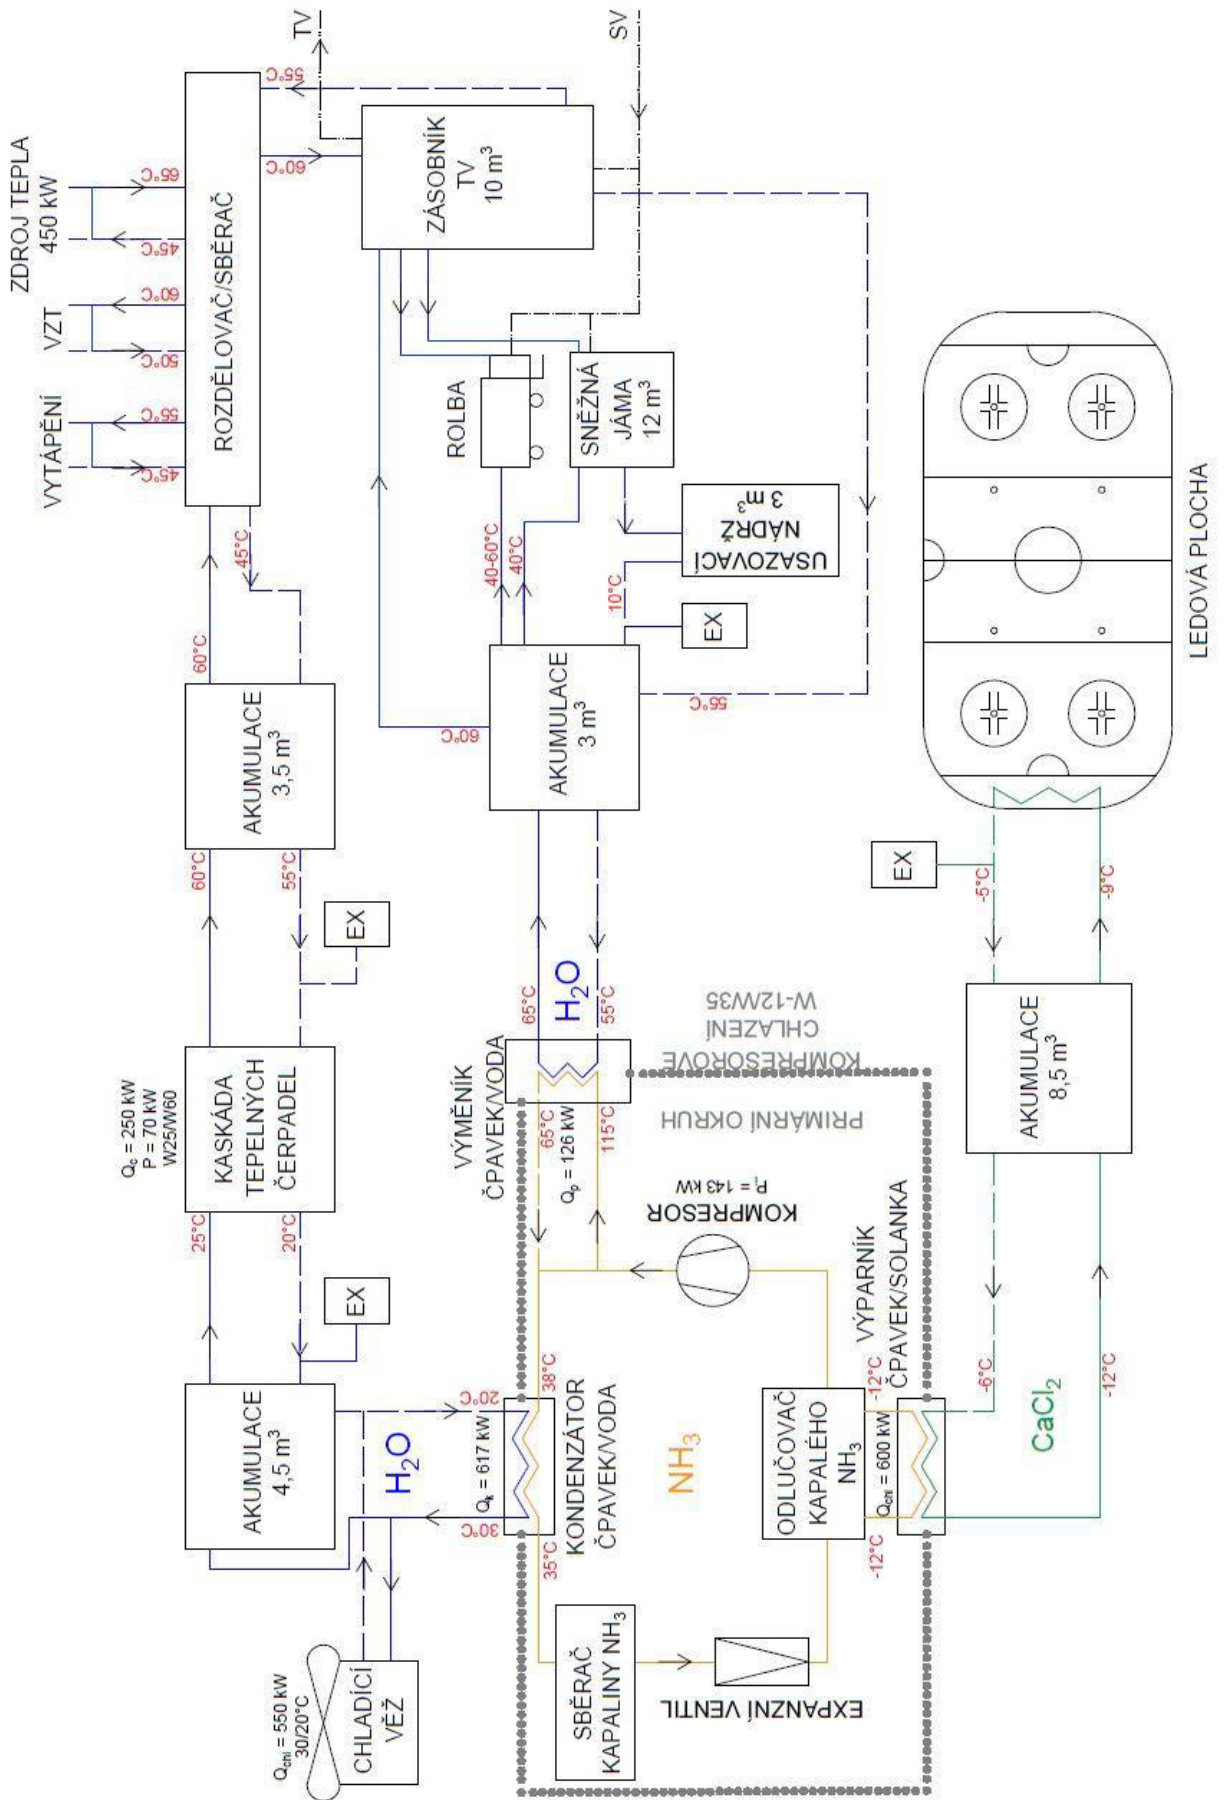 Qchl = 550 kW
30/20°C
CHLADÍCÍ
VĚŽ
AKUMULACE
4,5 m³
25°C
20°C
EX
Qc = 250 kW
P = 70 kW
W25/W60
KASKÁDA
TEPELNÝCH
ČERPADEL
60°C
55°C
EX
AKUMULACE
3,5 m³
60°C
45°C
VYTÁPĚNÍ
45°C
55°C
VZT
50°C
60°C
ZDROJ TEPLA
450 kW
45°C
65°C
ROZDĚLOVAČ/SBĚRAČ
60°C
55°C
TV
SV
ZÁSOBNÍK
TV
10 m³
H₂O
20°C
30°C
Qk = 617 kW
38°C
35°C
KONDENZÁTOR
ČPAVEK/VODA
SBĚRAČ
KAPALINY NH₃
EXPANZNÍ VENTIL
NH₃
KOMPRESOR
Pi = 143 kW
VÝMĚNÍK
ČPAVEK/VODA
65°C
Qp = 126 kW
115°C
65°C
H₂O
55°C
PRIMÁRNÍ OKRUH
KOMPRESOROVÉ
CHLAZENÍ
W-12/W35
AKUMULACE
3 m³
60°C
55°C
40-60°C
40°C
10°C
EX
ROLBA
SNĚŽNÁ
JÁMA
12 m³
USAZOVACÍ
NÁDRŽ
3 m³
ODLUČOVAČ
KAPALÉHO
NH₃
VÝPARNÍK
ČPAVEK/SOLANKA
-12°C
-12°C
Qchl = 600 kW
-6°C
-12°C
CaCl₂
AKUMULACE
8,5 m³
EX
-5°C
-9°C
LEDOVÁ PLOCHA